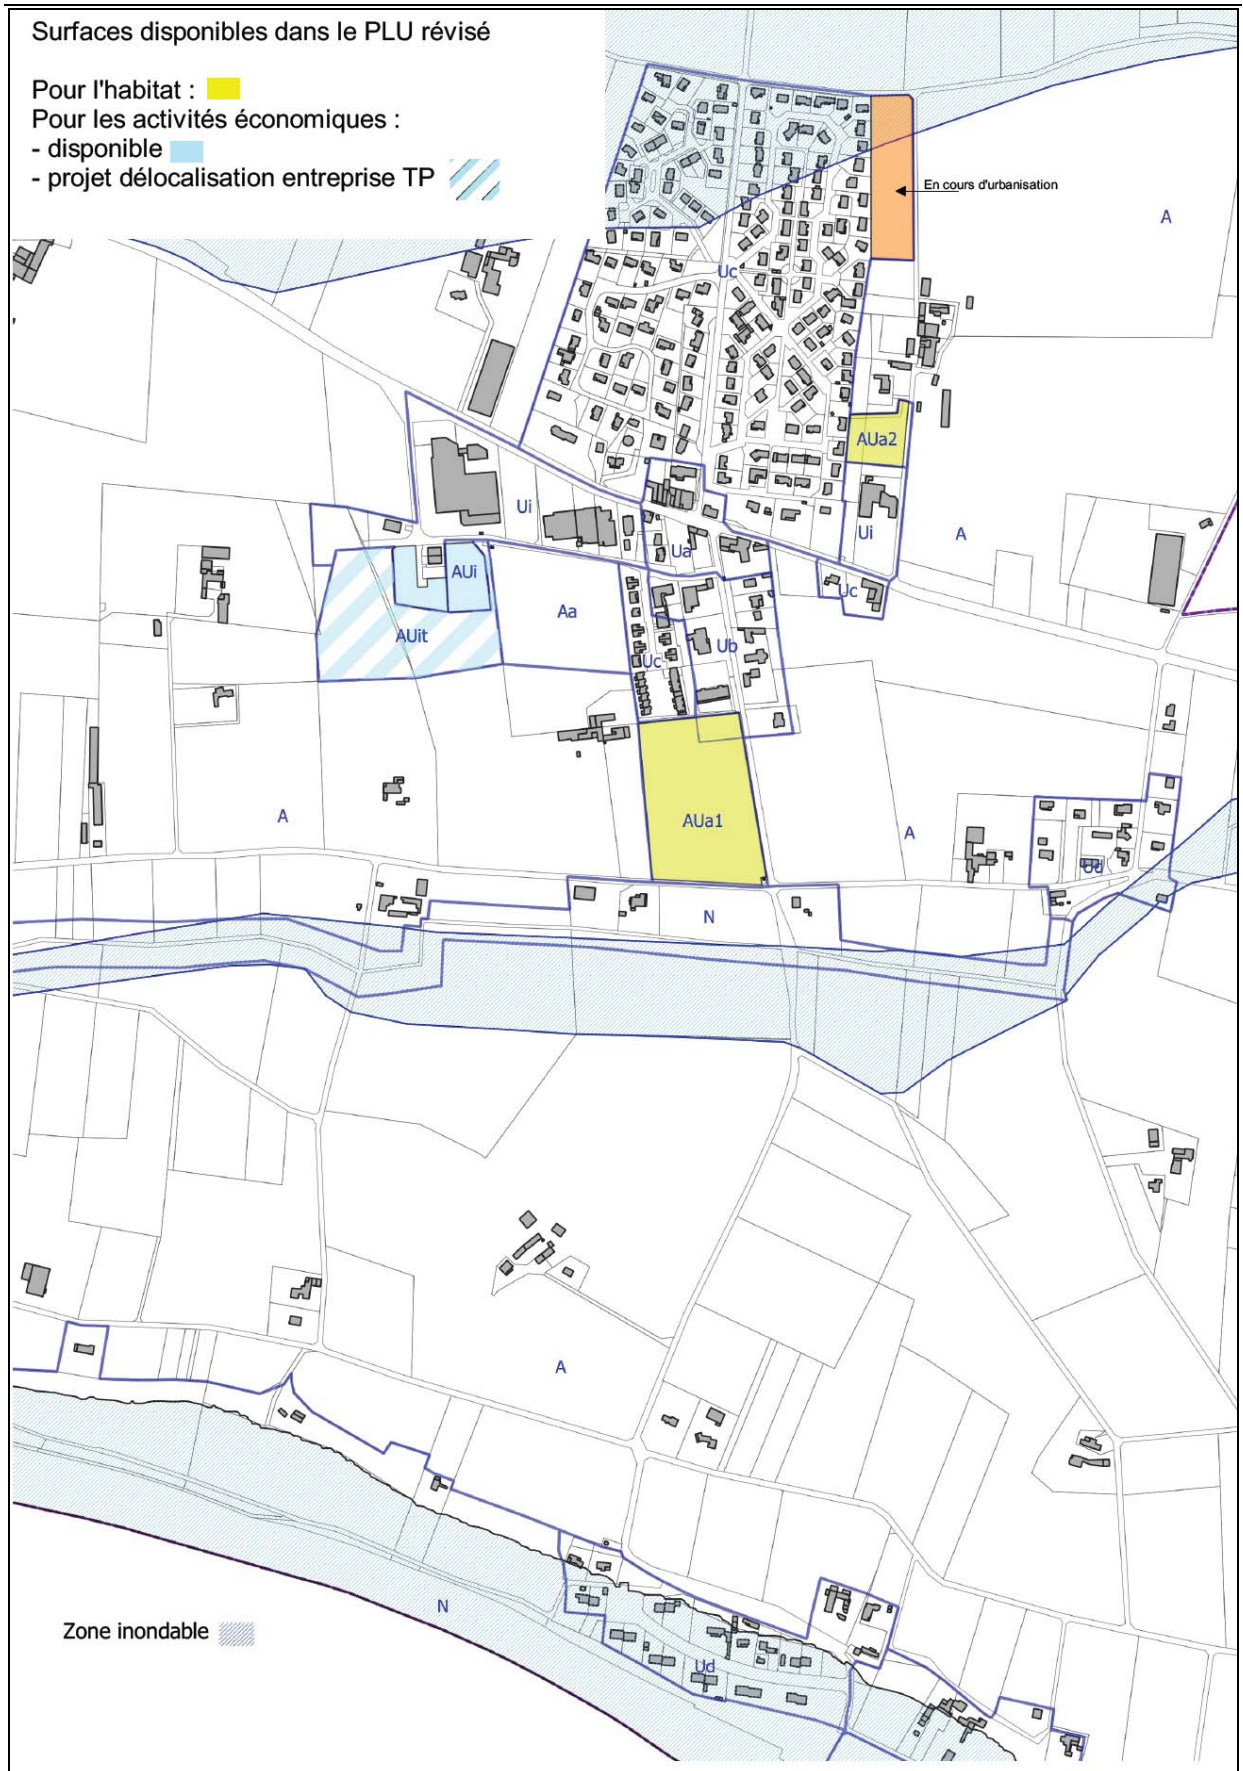 Surfaces disponibles dans le PLU révisé
Pour l'habitat :
Pour les activités économiques :
- disponible
- projet délocalisation entreprise TP
En cours d'urbanisation
A
Uc
AUa2
Ui
Ui
A
Ua
AUi
Uc
Aa
AUit
Ub
Uc
A
AUa1
A
Ud
N
A
N
Zone inondable
Ud